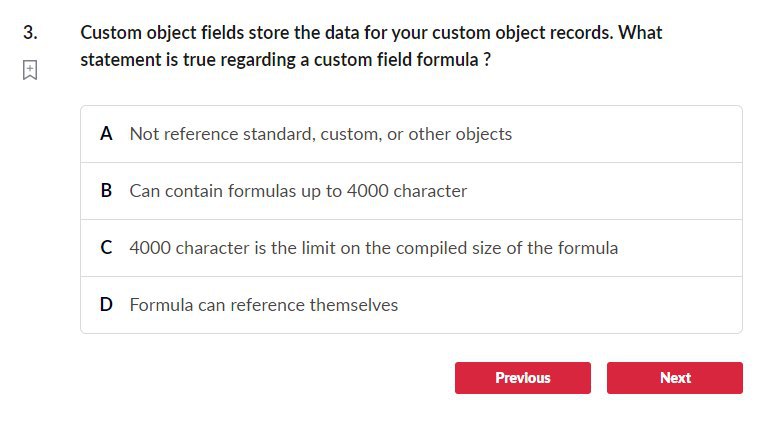 3. Custom object fields store the data for your custom object records. What
statement is true regarding a custom field formula ?
A Not reference standard, custom, or other objects
B Can contain formulas up to 4000 character
C 4000 character is the limit on the compiled size of the formula
D Formula can reference themselves
Previous Next